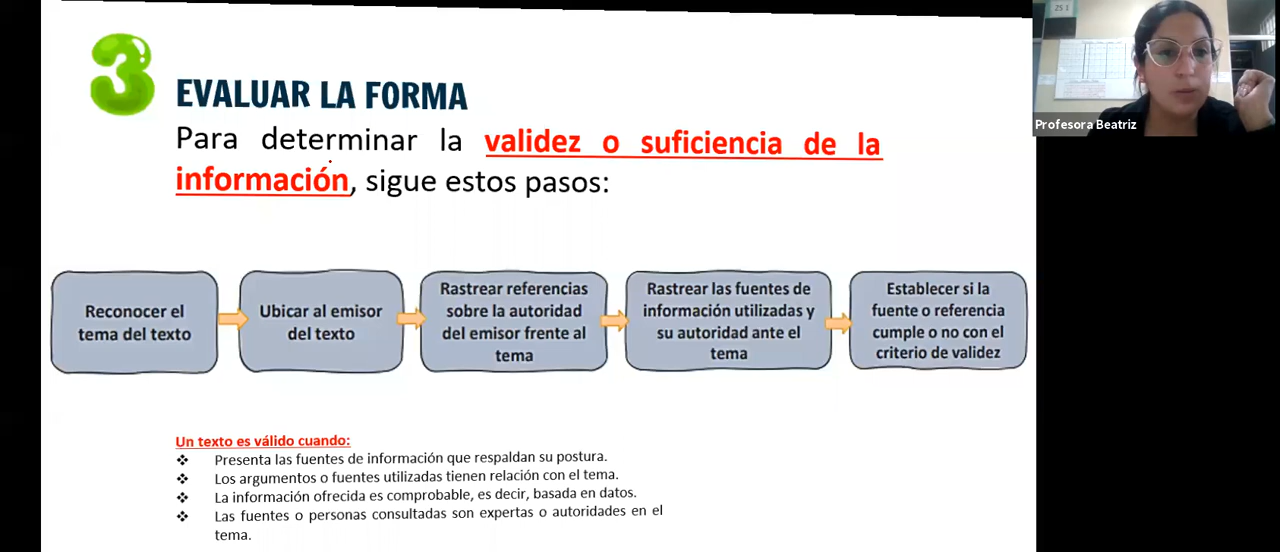 3
EVALUAR LA FORMA
Para determinar la validez o suficiencia de la
información, sigue estos pasos:
Reconocer el
tema del texto
Ubicar al emisor
del texto
Rastrear referencias
sobre la autoridad
del emisor frente al
tema
Rastrear las fuentes de
información utilizadas y
su autoridad ante el
tema
Establecer si la
fuente o referencia
cumple o no con el
criterio de validez
Un texto es válido cuando:
Presenta las fuentes de información que respaldan su postura.
Los argumentos o fuentes utilizadas tienen relación con el tema.
La información ofrecida es comprobable, es decir, basada en datos.
Las fuentes o personas consultadas son expertas o autoridades en el
tema.
Profesora Beatriz